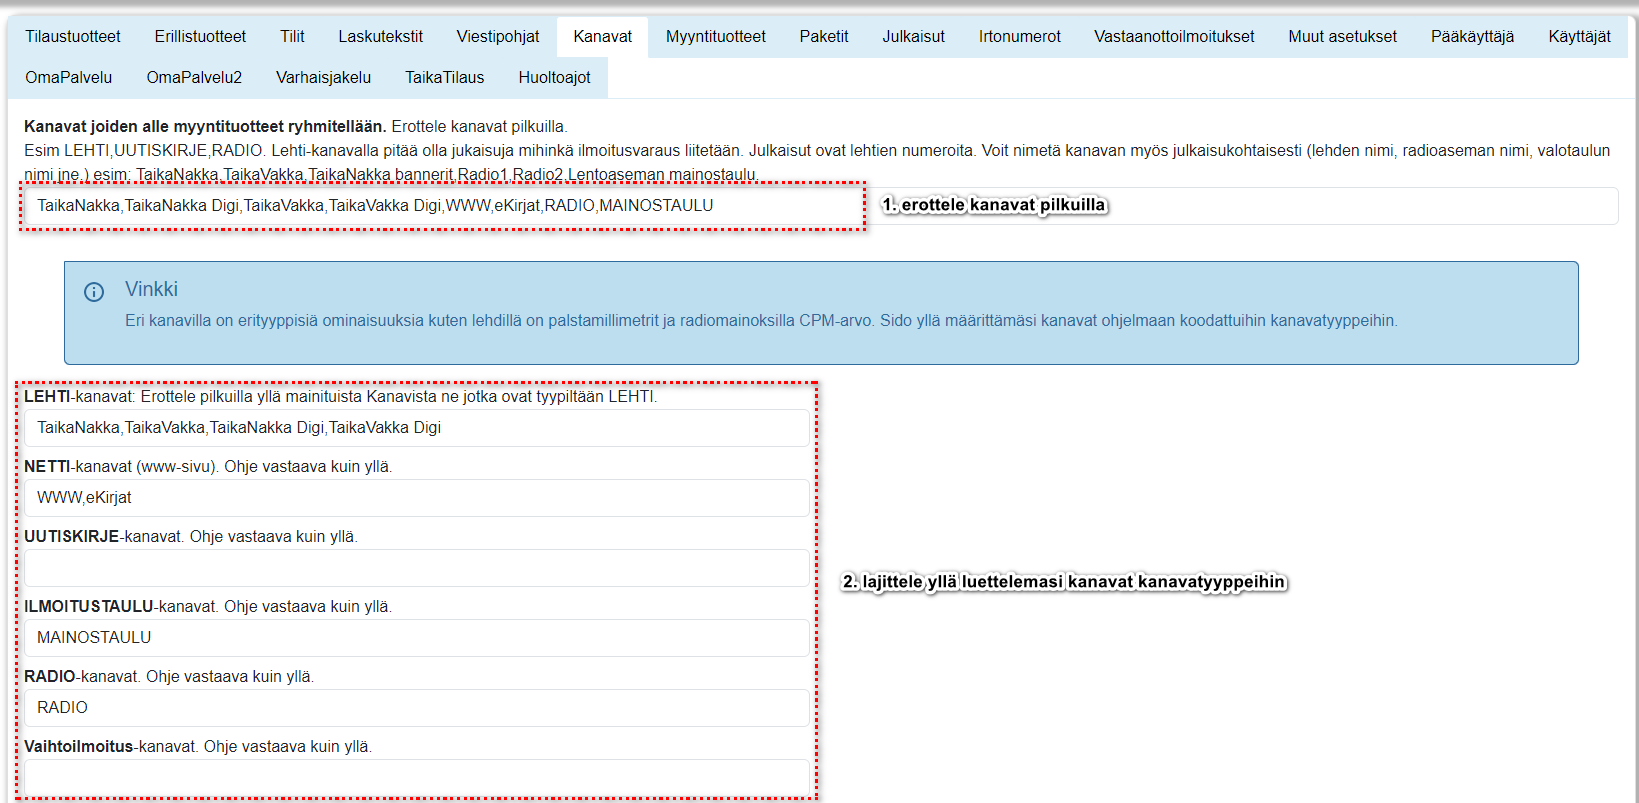 Tilaustuotteet Erillistuotteet Tilit Laskutekstit Viestipohjat Kanavat Myyntituotteet Paketit Julkaisut Irtonumerot Vastaanottoilmoitukset Muut asetukset Pääkäyttäjä Käyttäjät
OmaPalvelu OmaPalvelu2 Varhaisjakelu TaikaTilaus Huoltoajot
Kanavat joiden alle myyntituotteet ryhmitellään. Erottele kanavat pilkuilla.
Esim LEHTI,UUTISKIRJE,RADIO. Lehti-kanavalla pitää olla jukaisuja mihinkä ilmoitusvaraus liitetään. Julkaisut ovat lehtien numeroita. Voit nimetä kanavan myös julkaisukohtaisesti (lehden nimi, radioaseman nimi, valotaulun
nimi jne.) esim: TaikaNakka,TaikaVakka,TaikaNakka bannerit,Radio1,Radio2,Lentoaseman mainostaulu.
TaikaNakka,TaikaNakka Digi,TaikaVakka,TaikaVakka Digi,WWW,eKirjat,RADIO,MAINOSTAULU
1. erottele kanavat pilkuilla
Vinkki
Eri kanavilla on erityyppisiä ominaisuuksia kuten lehdillä on palstamillimetrit ja radiomainoksilla CPM-arvo. Sido yllä määrittämäsi kanavat ohjelmaan koodattuihin kanavatyyppeihin.
LEHTI-kanavat: Erottele pilkuilla yllä mainituista Kanavista ne jotka ovat tyypiltään LEHTI.
TaikaNakka,TaikaVakka,TaikaNakka Digi,TaikaVakka Digi
NETTI-kanavat (www-sivu). Ohje vastaava kuin yllä.
WWW,eKirjat
UUTISKIRJE-kanavat. Ohje vastaava kuin yllä.
2. lajittele yllä luettelemasi kanavat kanavatyyppeihin
ILMOITUSTAULU-kanavat. Ohje vastaava kuin yllä.
MAINOSTAULU
RADIO-kanavat. Ohje vastaava kuin yllä.
RADIO
Vaihtoilmoitus-kanavat. Ohje vastaava kuin yllä.